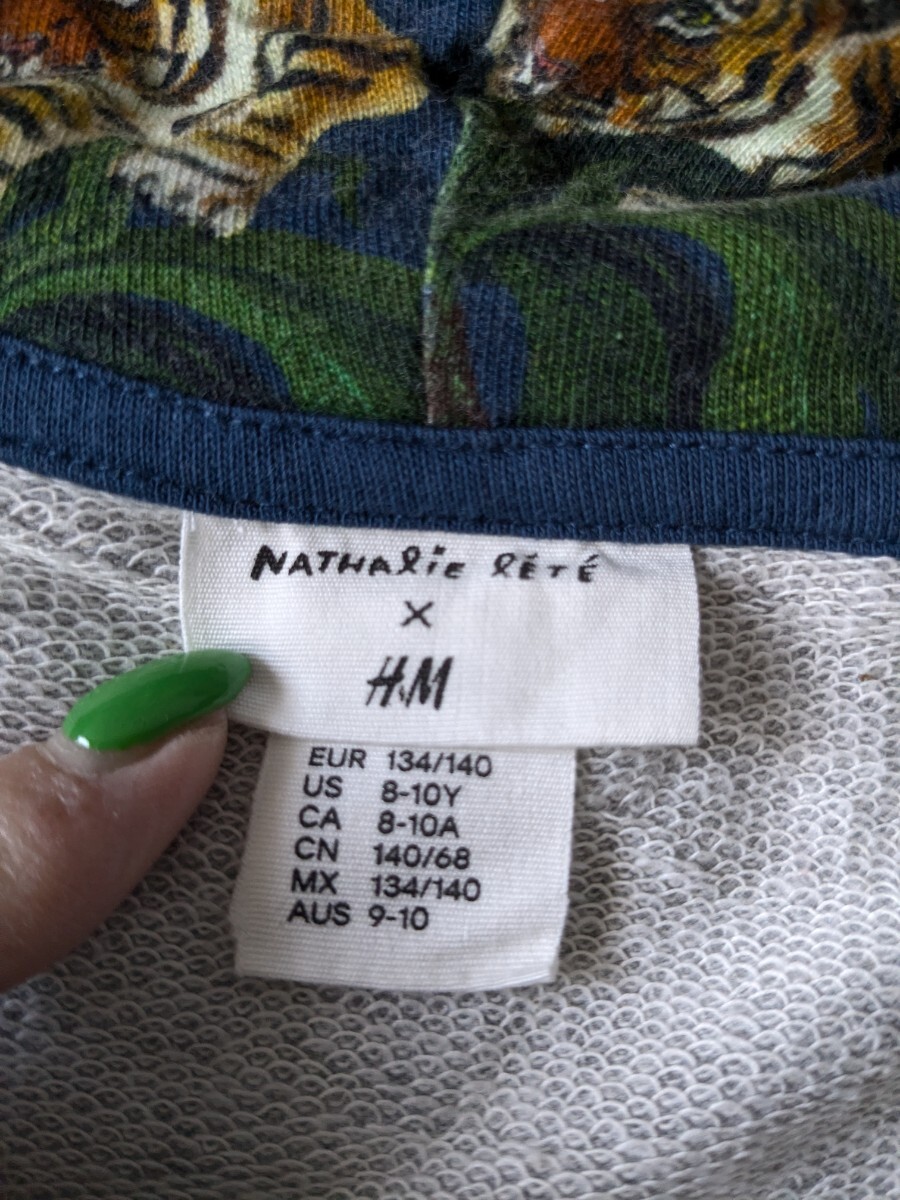 NATHALIE LÉTÉ
X
H&M
EUR 134/140
US 8-10Y
CA 8-10A
CN 140/68
MX 134/140
AUS 9-10